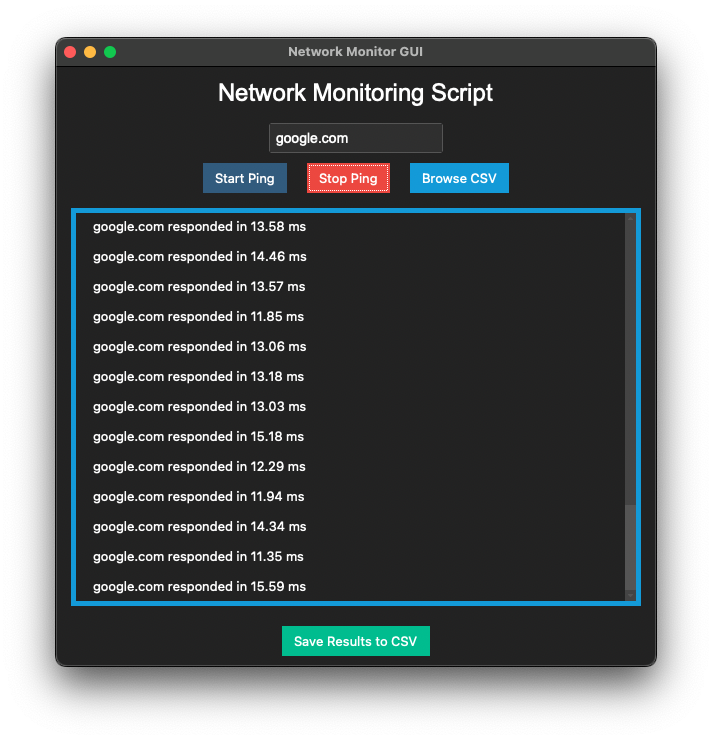 Network Monitor GUI
Network Monitoring Script
google.com
Start Ping Stop Ping Browse CSV
google.com responded in 13.58 ms
google.com responded in 14.46 ms
google.com responded in 13.57 ms
google.com responded in 11.85 ms
google.com responded in 13.06 ms
google.com responded in 13.18 ms
google.com responded in 13.03 ms
google.com responded in 15.18 ms
google.com responded in 12.29 ms
google.com responded in 11.94 ms
google.com responded in 14.34 ms
google.com responded in 11.35 ms
google.com responded in 15.59 ms
Save Results to CSV